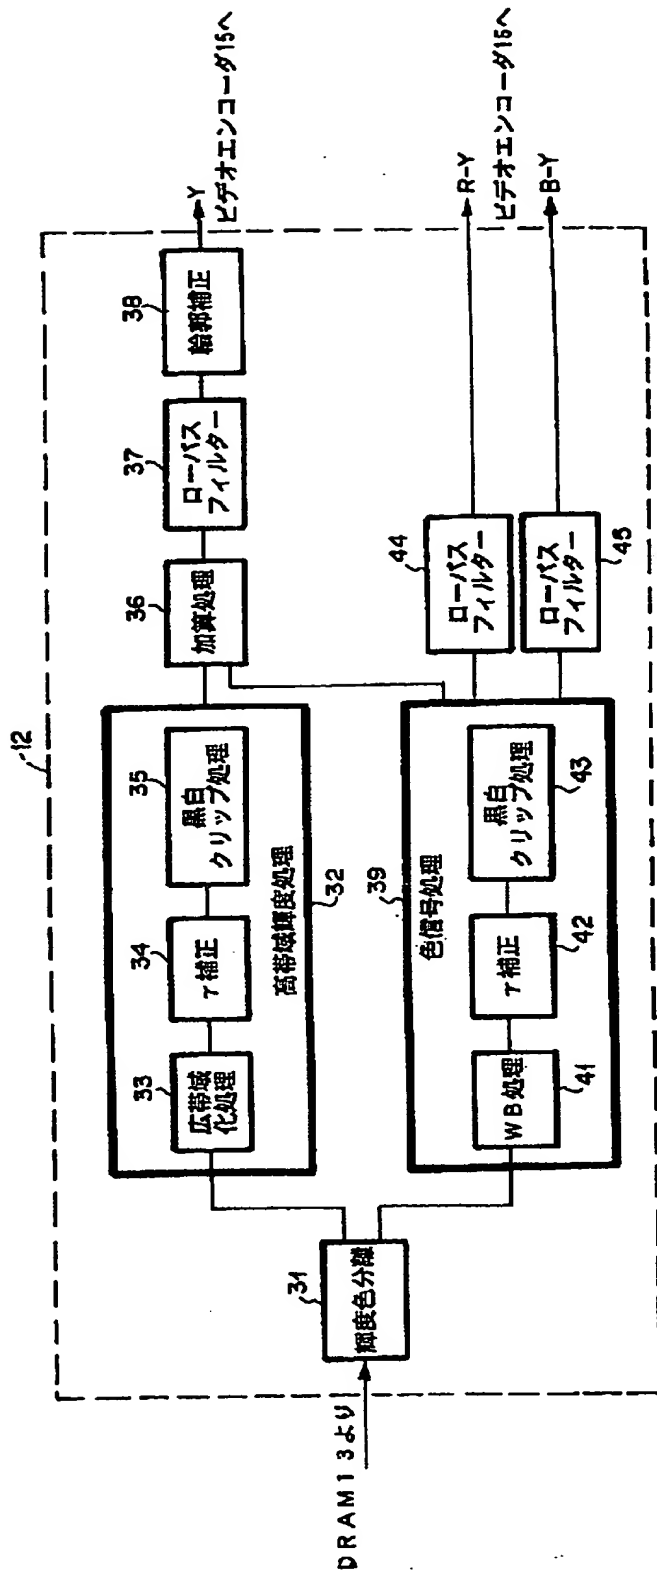 12
DRAM13より
31
輝度色分離
33
広帯域
化処理
34
γ補正
35
黒白
クリップ処理
高帯域輝度処理
32
36
加算処理
37
ローパス
フィルター
38
輪郭補正
Y
ビデオエンコーダ15へ
39
色信号処理
WB処理
41
γ補正
42
黒白
クリップ処理
43
44
ローパス
フィルター
ローパス
フィルター
45
R-Y
ビデオエンコーダ15へ
B-Y